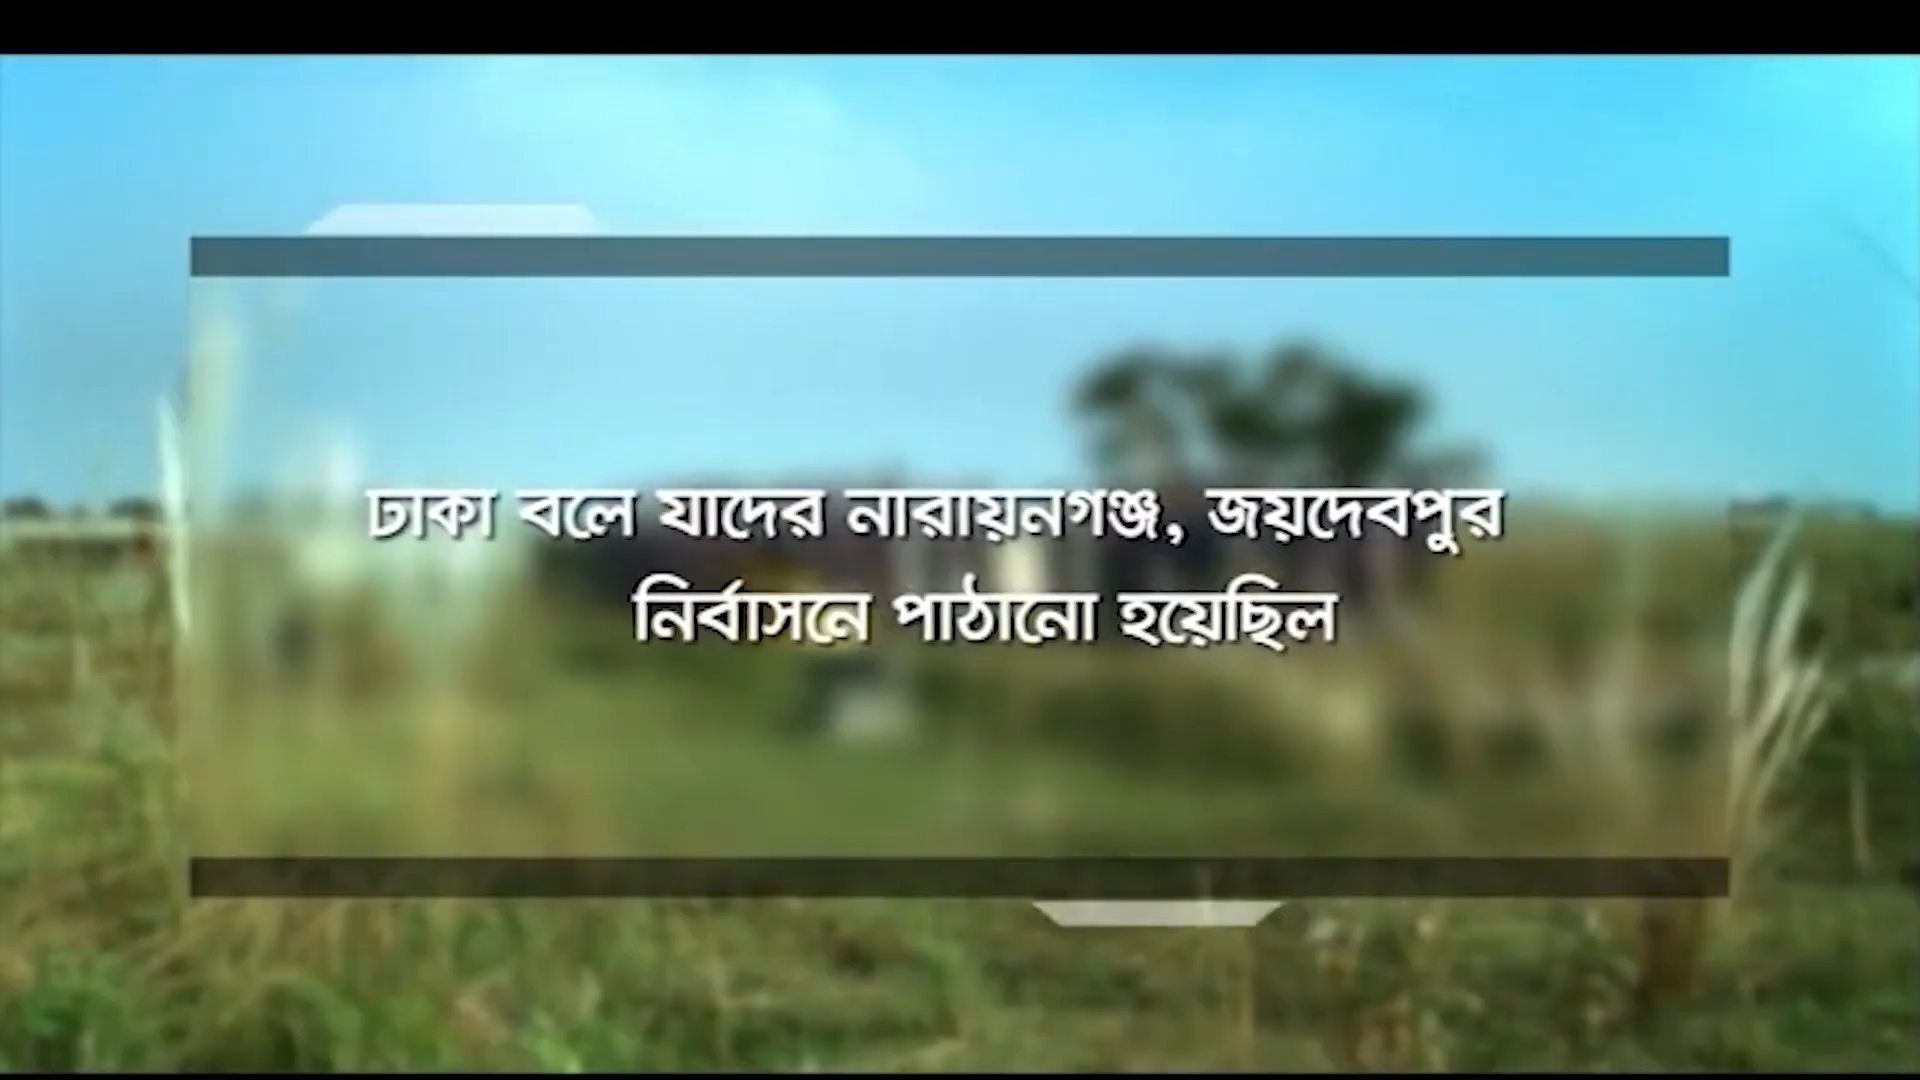 ঢাকা বলে যাদের নারায়নগঞ্জ, জয়দেবপুর
নির্বাসনে পাঠানো হয়েছিল